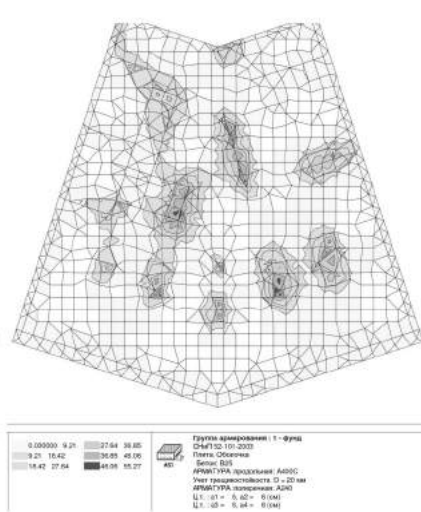 0.000000 9.21 27.64 36.85
9.21 18.42 36.85 46.06
18.42 27.64 46.06 55.27
Группа армирования : 1 - фунд
СНиП 52-101-2003
Плита, Оболочка
Бетон: B25
АРМАТУРА продольная: A400C
Учет трещиностойкости. D = 20 мм
АРМАТУРА поперечная: A240
Ц.т.: a1 = 5, a2 = 6 (см)
Ц.т.: a3 = 5, a4 = 6 (см)